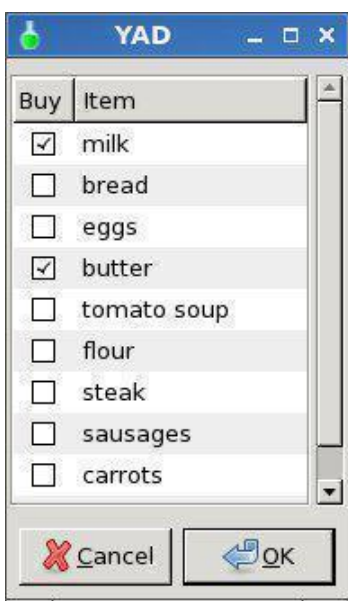 YAD
Buy Item
milk
bread
eggs
butter
tomato soup
flour
steak
sausages
carrots
Cancel OK